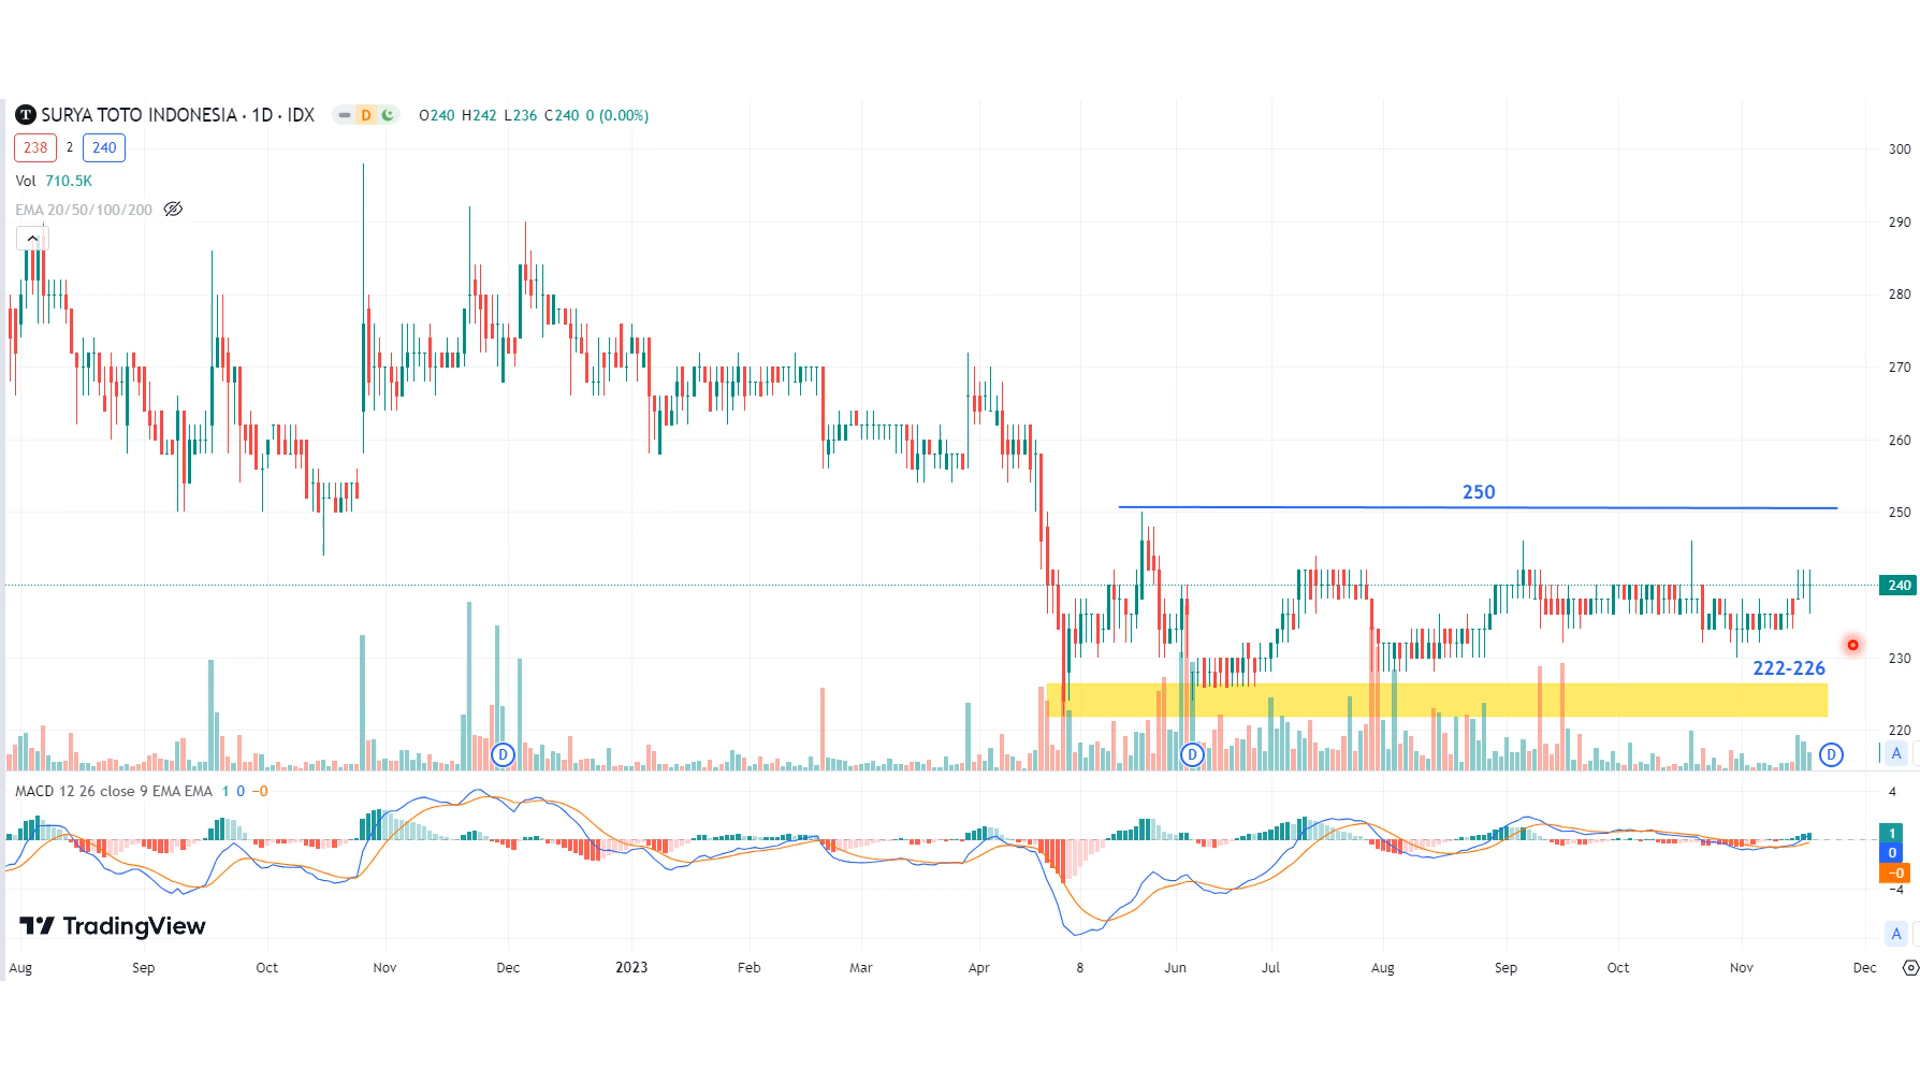 T SURYA TOTO INDONESIA · 1D · IDX D O240 H242 L236 C240 0 (0.00%)
238 2 240
Vol 710.5K
EMA 20/50/100/200
300
290
280
270
260
250
250
240
230
222-226
220
D D D A
MACD 12 26 close 9 EMA EMA 1 0 −0
4
1
0
−0
−4
TradingView
A
Aug Sep Oct Nov Dec 2023 Feb Mar Apr 8 Jun Jul Aug Sep Oct Nov Dec